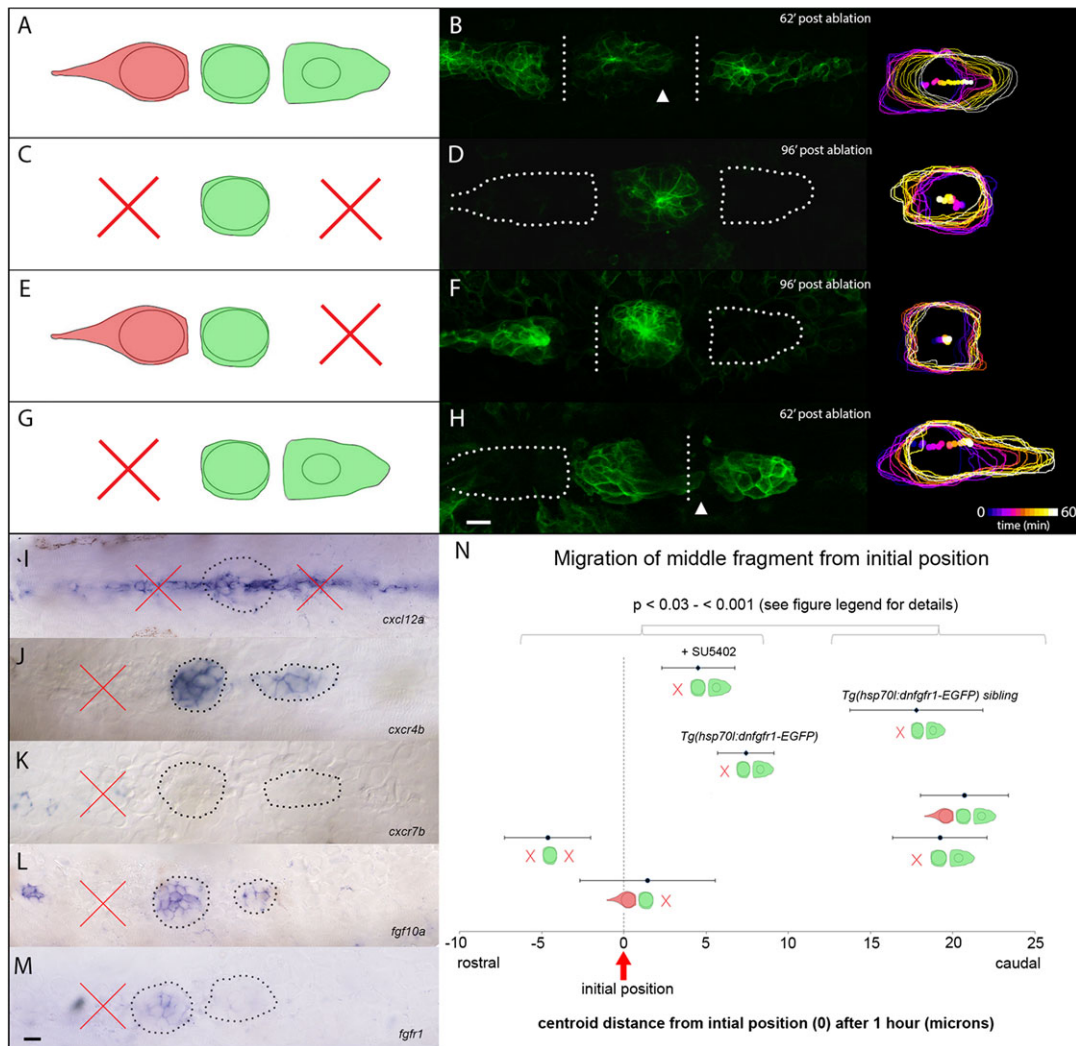 A
B
62' post ablation
C
D
96' post ablation
E
F
96' post ablation
G
H
62' post ablation
0 60
time (min)
I
cxcl12a
J
cxcr4b
K
cxcr7b
L
fgf10a
M
fgfr1
N
Migration of middle fragment from initial position
p < 0.03 - < 0.001 (see figure legend for details)
+ SU5402
Tg(hsp70l:dnfgfr1-EGFP) sibling
Tg(hsp70l:dnfgfr1-EGFP)
-10 -5 0 5 10 15 20 25
rostral caudal
initial position
centroid distance from intial position (0) after 1 hour (microns)